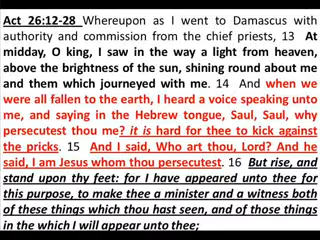 Act 26:12-28 Whereupon as I went to Damascus with
authority and commission from the chief priests, 13 At
midday, O king, I saw in the way a light from heaven,
above the brightness of the sun, shining round about me
and them which journeyed with me. 14 And when we
were all fallen to the earth, I heard a voice speaking unto
me, and saying in the Hebrew tongue, Saul, Saul, why
persecutest thou me? it is hard for thee to kick against
the pricks. 15 And I said, Who art thou, Lord? And he
said, I am Jesus whom thou persecutest. 16 But rise, and
stand upon thy feet: for I have appeared unto thee for
this purpose, to make thee a minister and a witness both
of these things which thou hast seen, and of those things
in the which I will appear unto thee;